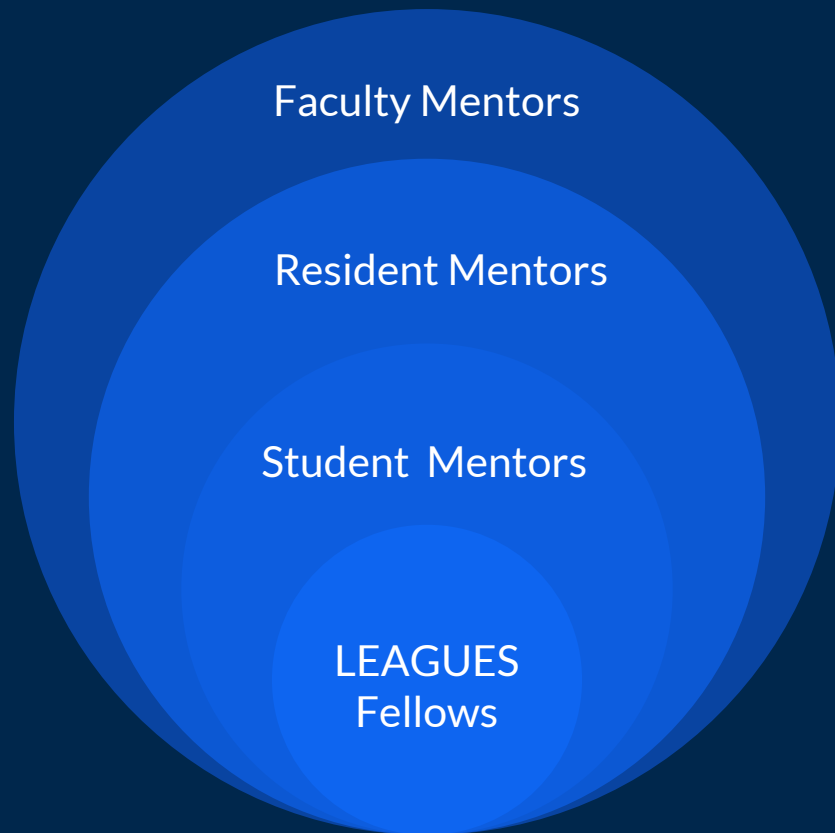 Faculty Mentors
Resident Mentors
Student Mentors
LEAGUES
Fellows